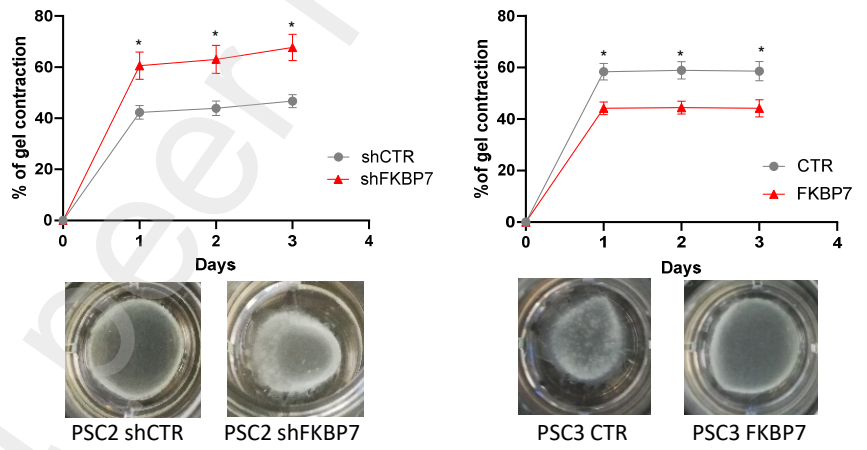 % of gel contraction
80
60
40
20
0
*
*
*
shCTR
shFKBP7
0
1
2
3
4
Days
%of gel contraction
80
60
40
20
0
*
*
*
CTR
FKBP7
0
1
2
3
4
Days
PSC2 shCTR
PSC2 shFKBP7
PSC3 CTR
PSC3 FKBP7
peer r